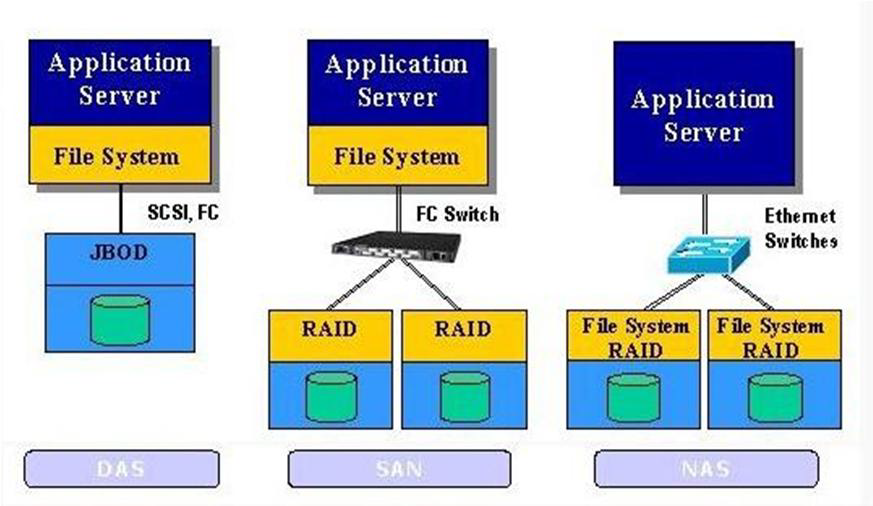 Application
Server
File System
SCSI, FC
JBOD
DAS
Application
Server
File System
FC Switch
RAID
RAID
SAN
Application
Server
Ethernet
Switches
File System
RAID
File System
RAID
NAS